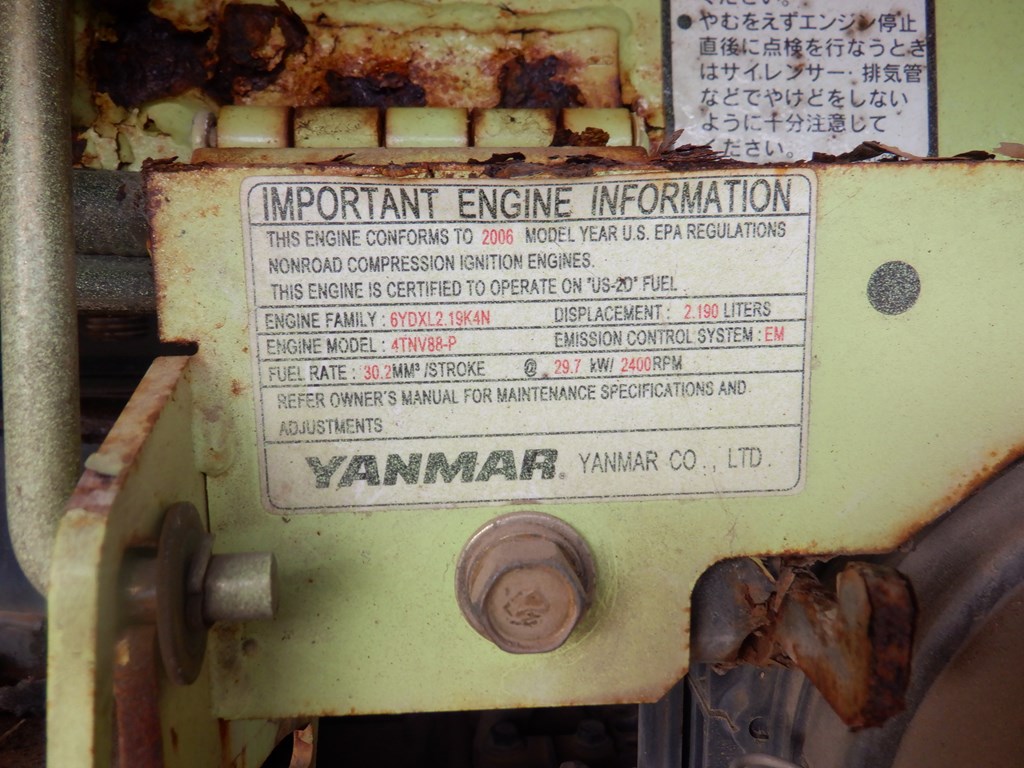 ください。
● やむをえずエンジン停止
直後に点検を行なうとき
はサイレンサー・排気管
などでやけどをしない
ように十分注意して
ください。
IMPORTANT ENGINE INFORMATION
THIS ENGINE CONFORMS TO 2006 MODEL YEAR U.S. EPA REGULATIONS
NONROAD COMPRESSION IGNITION ENGINES.
THIS ENGINE IS CERTIFIED TO OPERATE ON "US-2D" FUEL.
ENGINE FAMILY : 6YDXL2.19K4N DISPLACEMENT : 2.190 LITERS
ENGINE MODEL : 4TNV88-P EMISSION CONTROL SYSTEM : EM
FUEL RATE : 30.2MM³/STROKE @ 29.7 kW/ 2400RPM
REFER OWNER'S MANUAL FOR MAINTENANCE SPECIFICATIONS AND
ADJUSTMENTS
YANMAR. YANMAR CO., LTD.